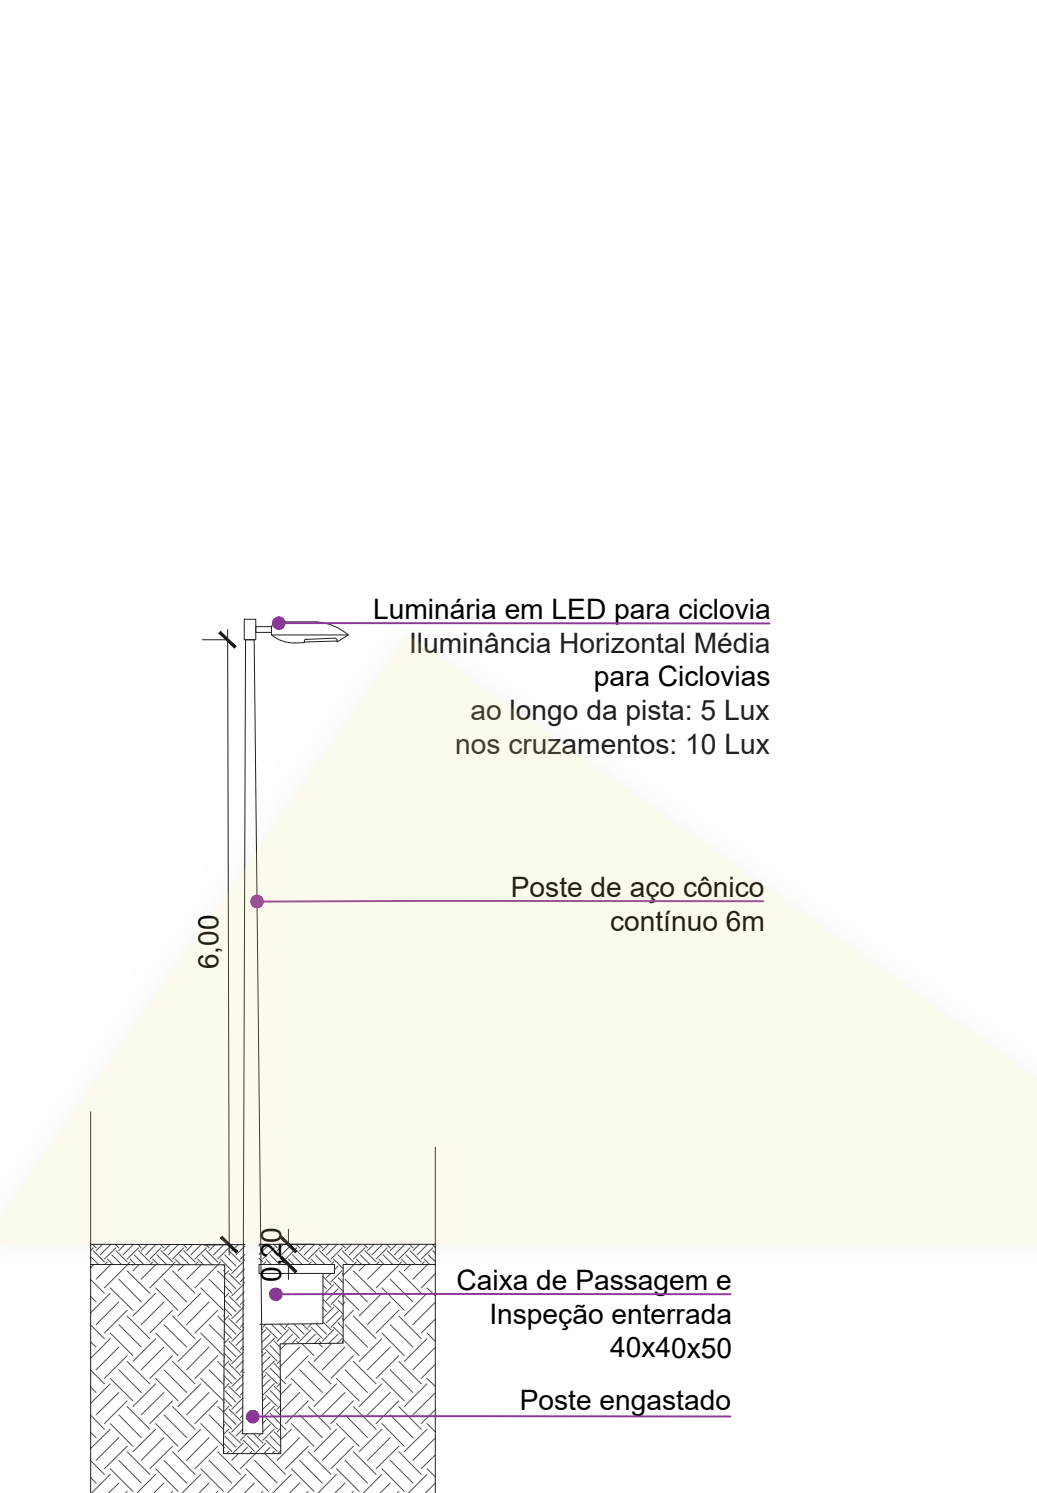 Luminária em LED para ciclovia
Iluminância Horizontal Média
para Ciclovias
ao longo da pista: 5 Lux
nos cruzamentos: 10 Lux
Poste de aço cônico
contínuo 6m
6,00
0,20
Caixa de Passagem e
Inspeção enterrada
40x40x50
Poste engastado